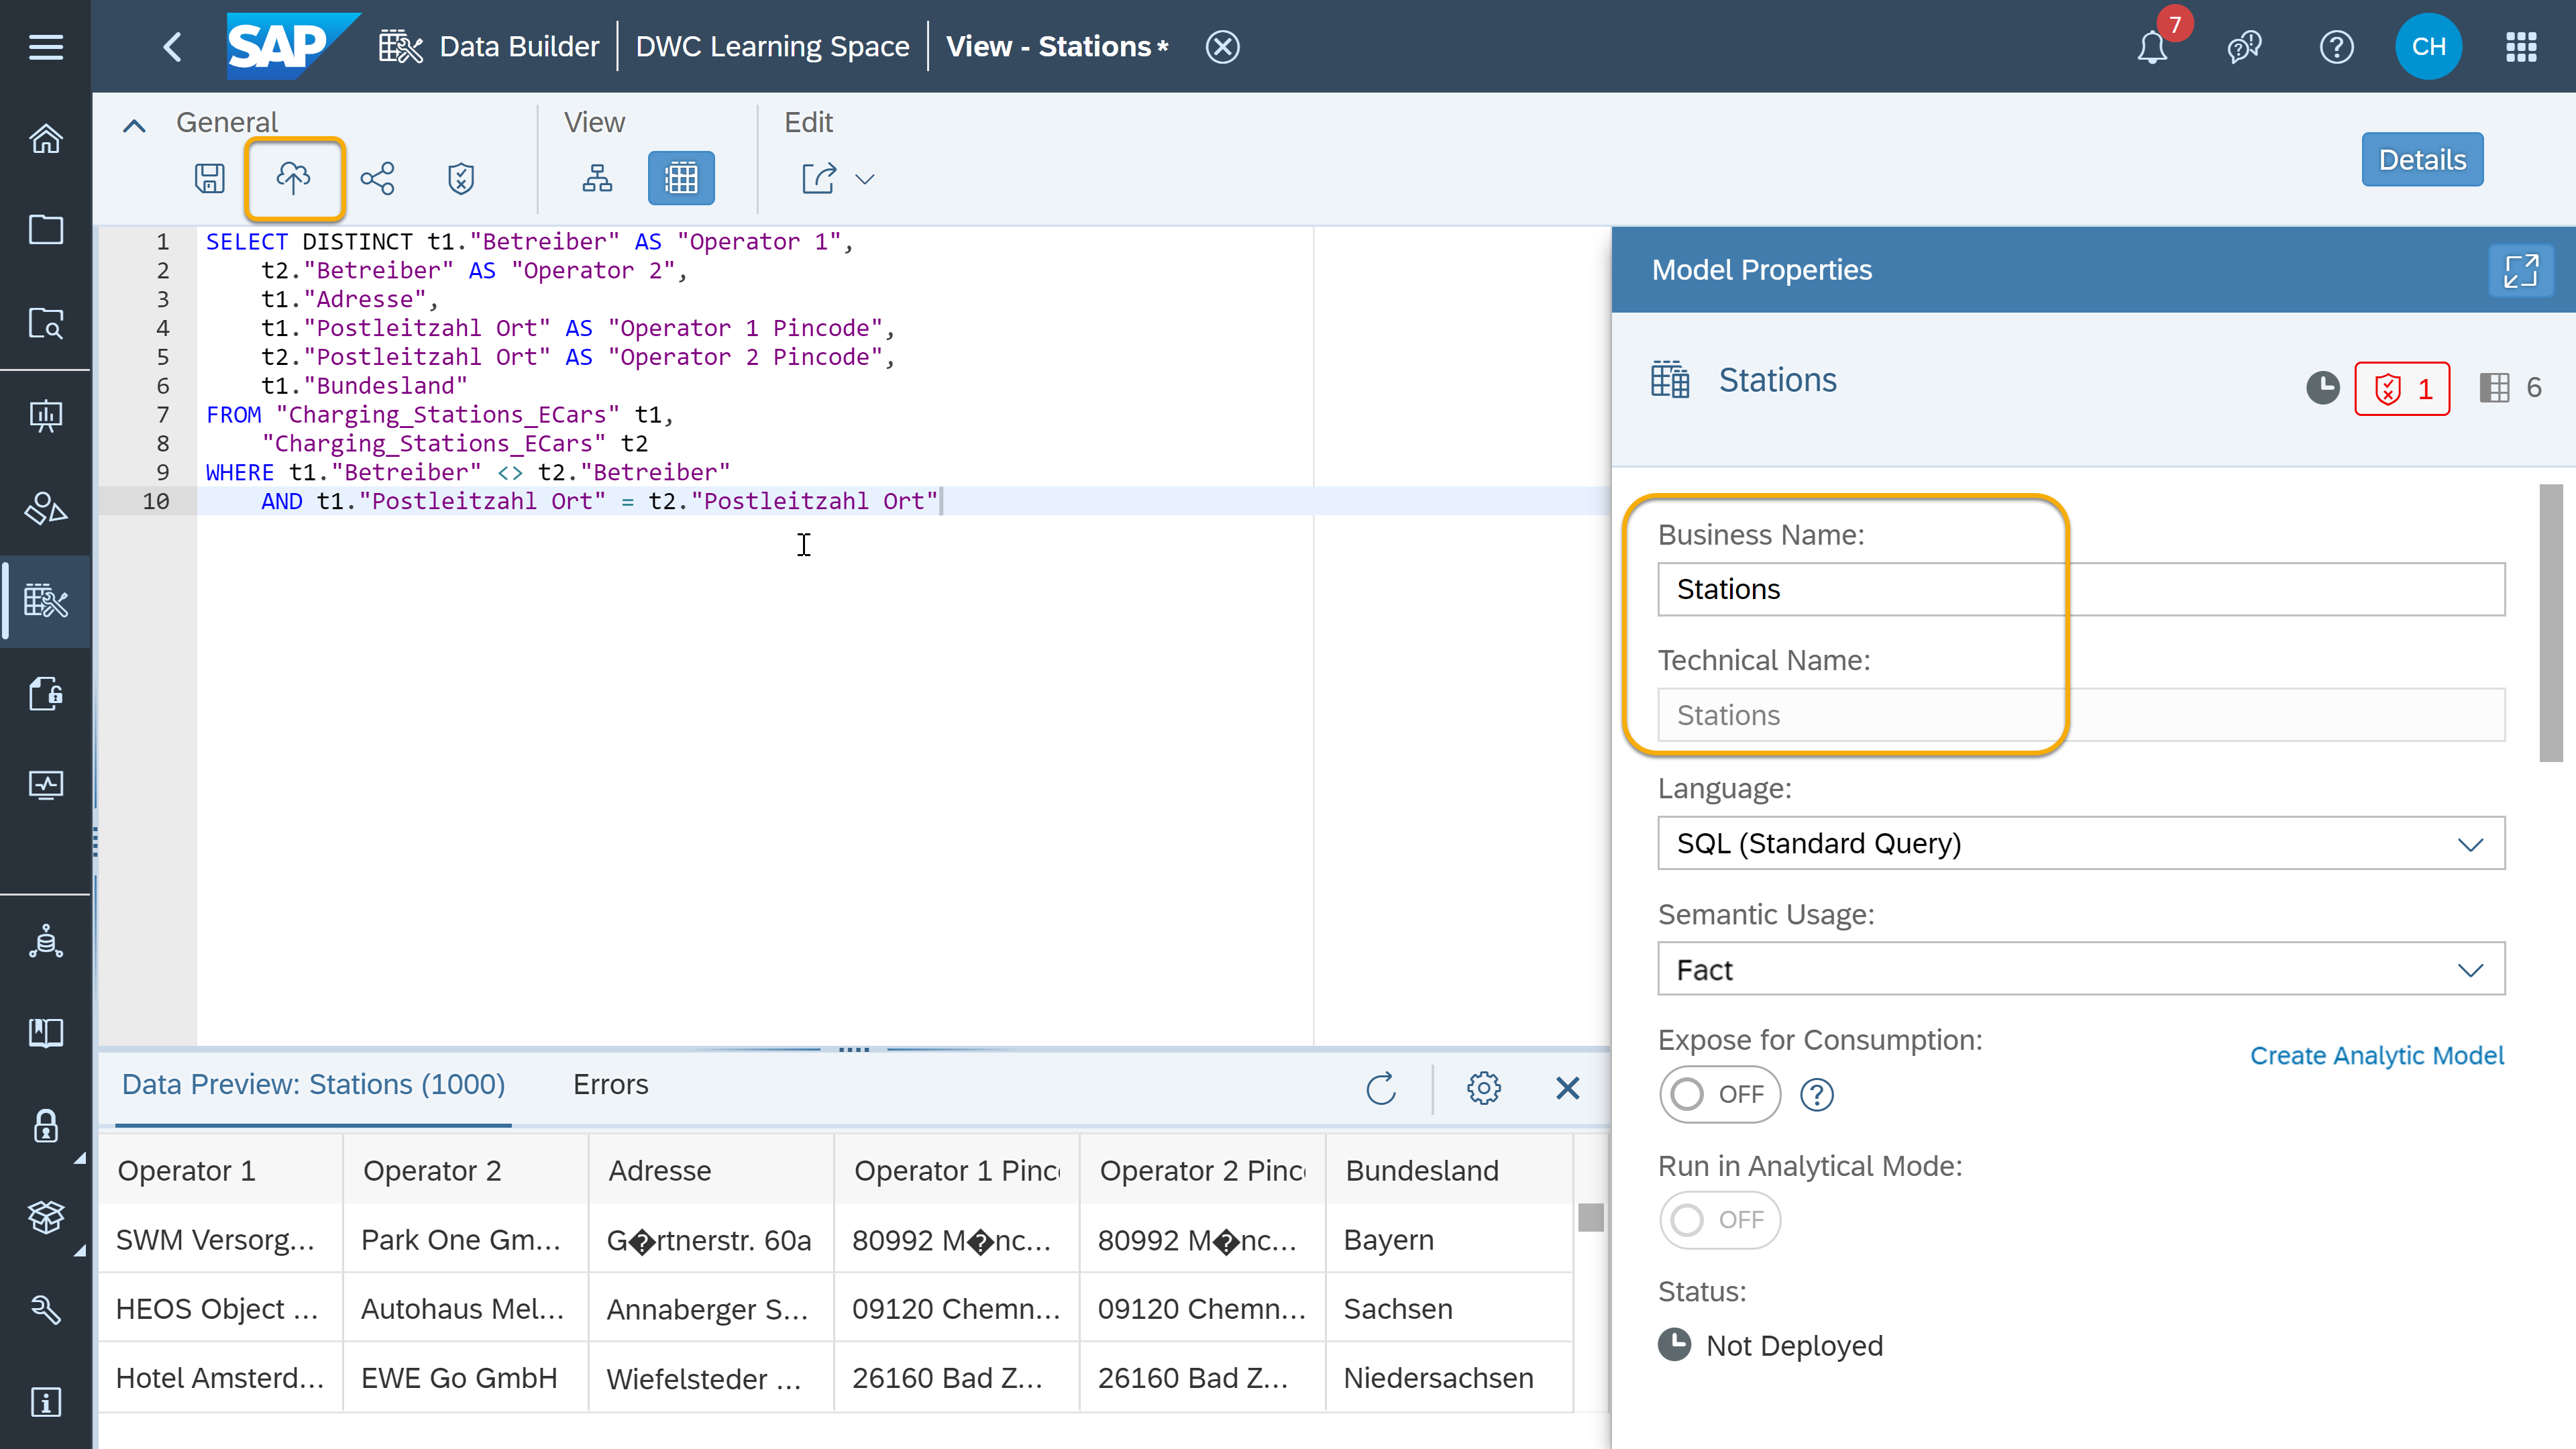 SAP Data Builder DWC Learning Space View - Stations*
7
CH
General
View
Edit
Details
1 SELECT DISTINCT t1."Betreiber" AS "Operator 1",
2 t2."Betreiber" AS "Operator 2",
3 t1."Adresse",
4 t1."Postleitzahl Ort" AS "Operator 1 Pincode",
5 t2."Postleitzahl Ort" AS "Operator 2 Pincode",
6 t1."Bundesland"
7 FROM "Charging_Stations_ECars" t1,
8 "Charging_Stations_ECars" t2
9 WHERE t1."Betreiber" <> t2."Betreiber"
10 AND t1."Postleitzahl Ort" = t2."Postleitzahl Ort"
Model Properties
Stations
1
6
Business Name:
Stations
Technical Name:
Stations
Language:
SQL (Standard Query)
Semantic Usage:
Fact
Expose for Consumption:
Create Analytic Model
OFF
Run in Analytical Mode:
OFF
Status:
Not Deployed
Data Preview: Stations (1000) Errors
Operator 1 Operator 2 Adresse Operator 1 Pinc Operator 2 Pinc Bundesland
SWM Versorg... Park One Gm... G�rtnerstr. 60a 80992 M�nc... 80992 M�nc... Bayern
HEOS Object ... Autohaus Mel... Annaberger S... 09120 Chemn... 09120 Chemn... Sachsen
Hotel Amsterd... EWE Go GmbH Wiefelsteder ... 26160 Bad Z... 26160 Bad Z... Niedersachsen